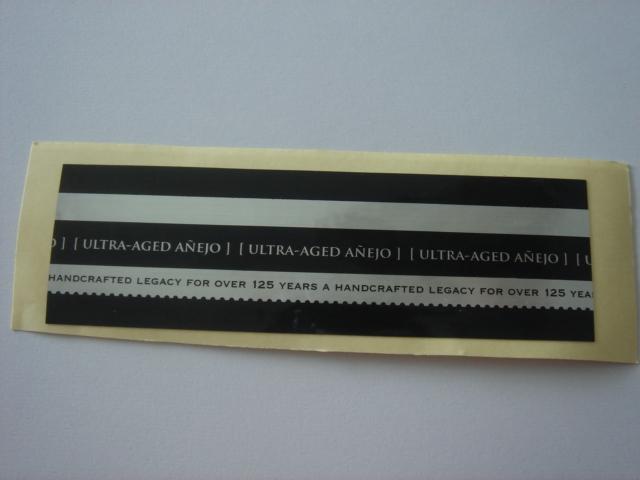 O ] [ ULTRA-AGED AÑEJO ] [ ULTRA-AGED AÑEJO ] [ ULTRA-AGED AÑEJO ] [ U
HANDCRAFTED LEGACY FOR OVER 125 YEARS A HANDCRAFTED LEGACY FOR OVER 125 YEA